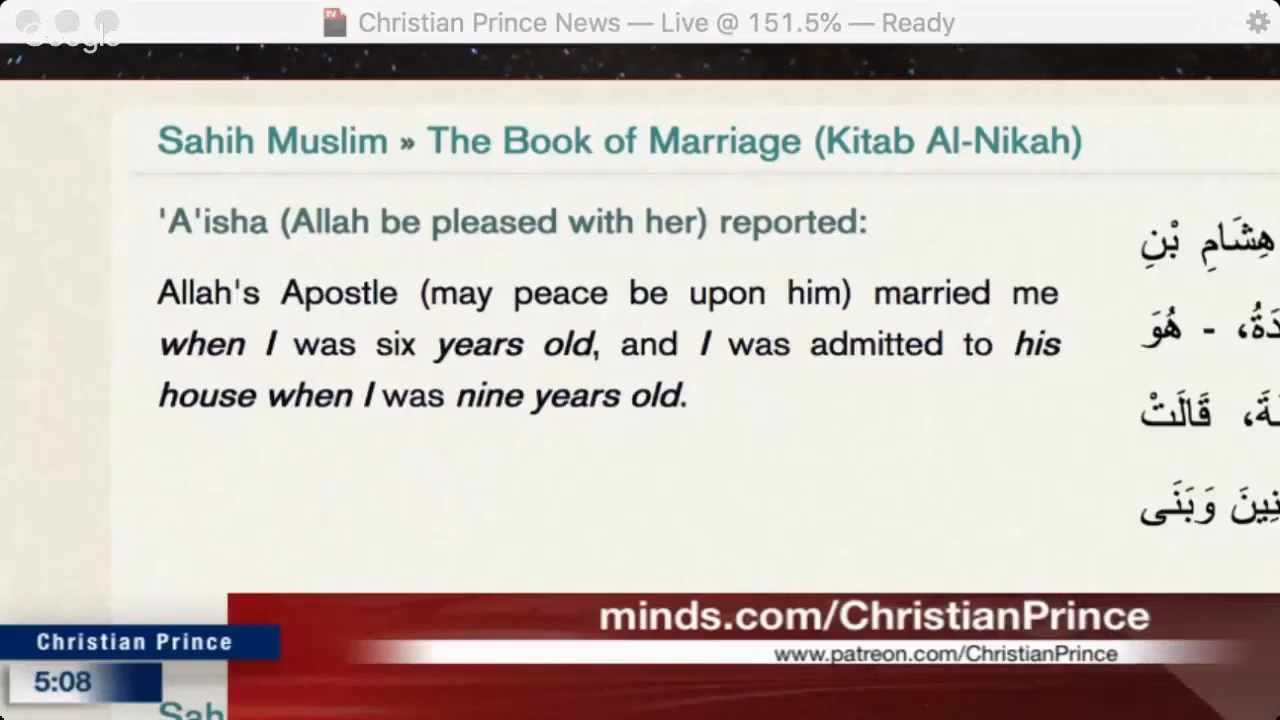 Christian Prince News — Live @ 151.5% — Ready
Google
Sahih Muslim » The Book of Marriage (Kitab Al-Nikah)
'A'isha (Allah be pleased with her) reported:
Allah's Apostle (may peace be upon him) married me
when I was six years old, and I was admitted to his
house when I was nine years old.
هِشَامِ بْنِ
هُوَ -
قَالَتْ
وَبَنَى
minds.com/ChristianPrince
www.patreon.com/ChristianPrince
Christian Prince
5:08
Sah